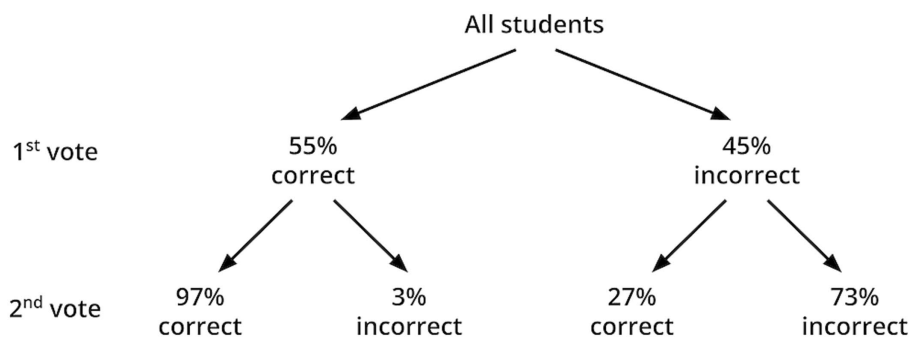 All students
1st vote
55%
correct
45%
incorrect
2nd vote
97%
correct
3%
incorrect
27%
correct
73%
incorrect